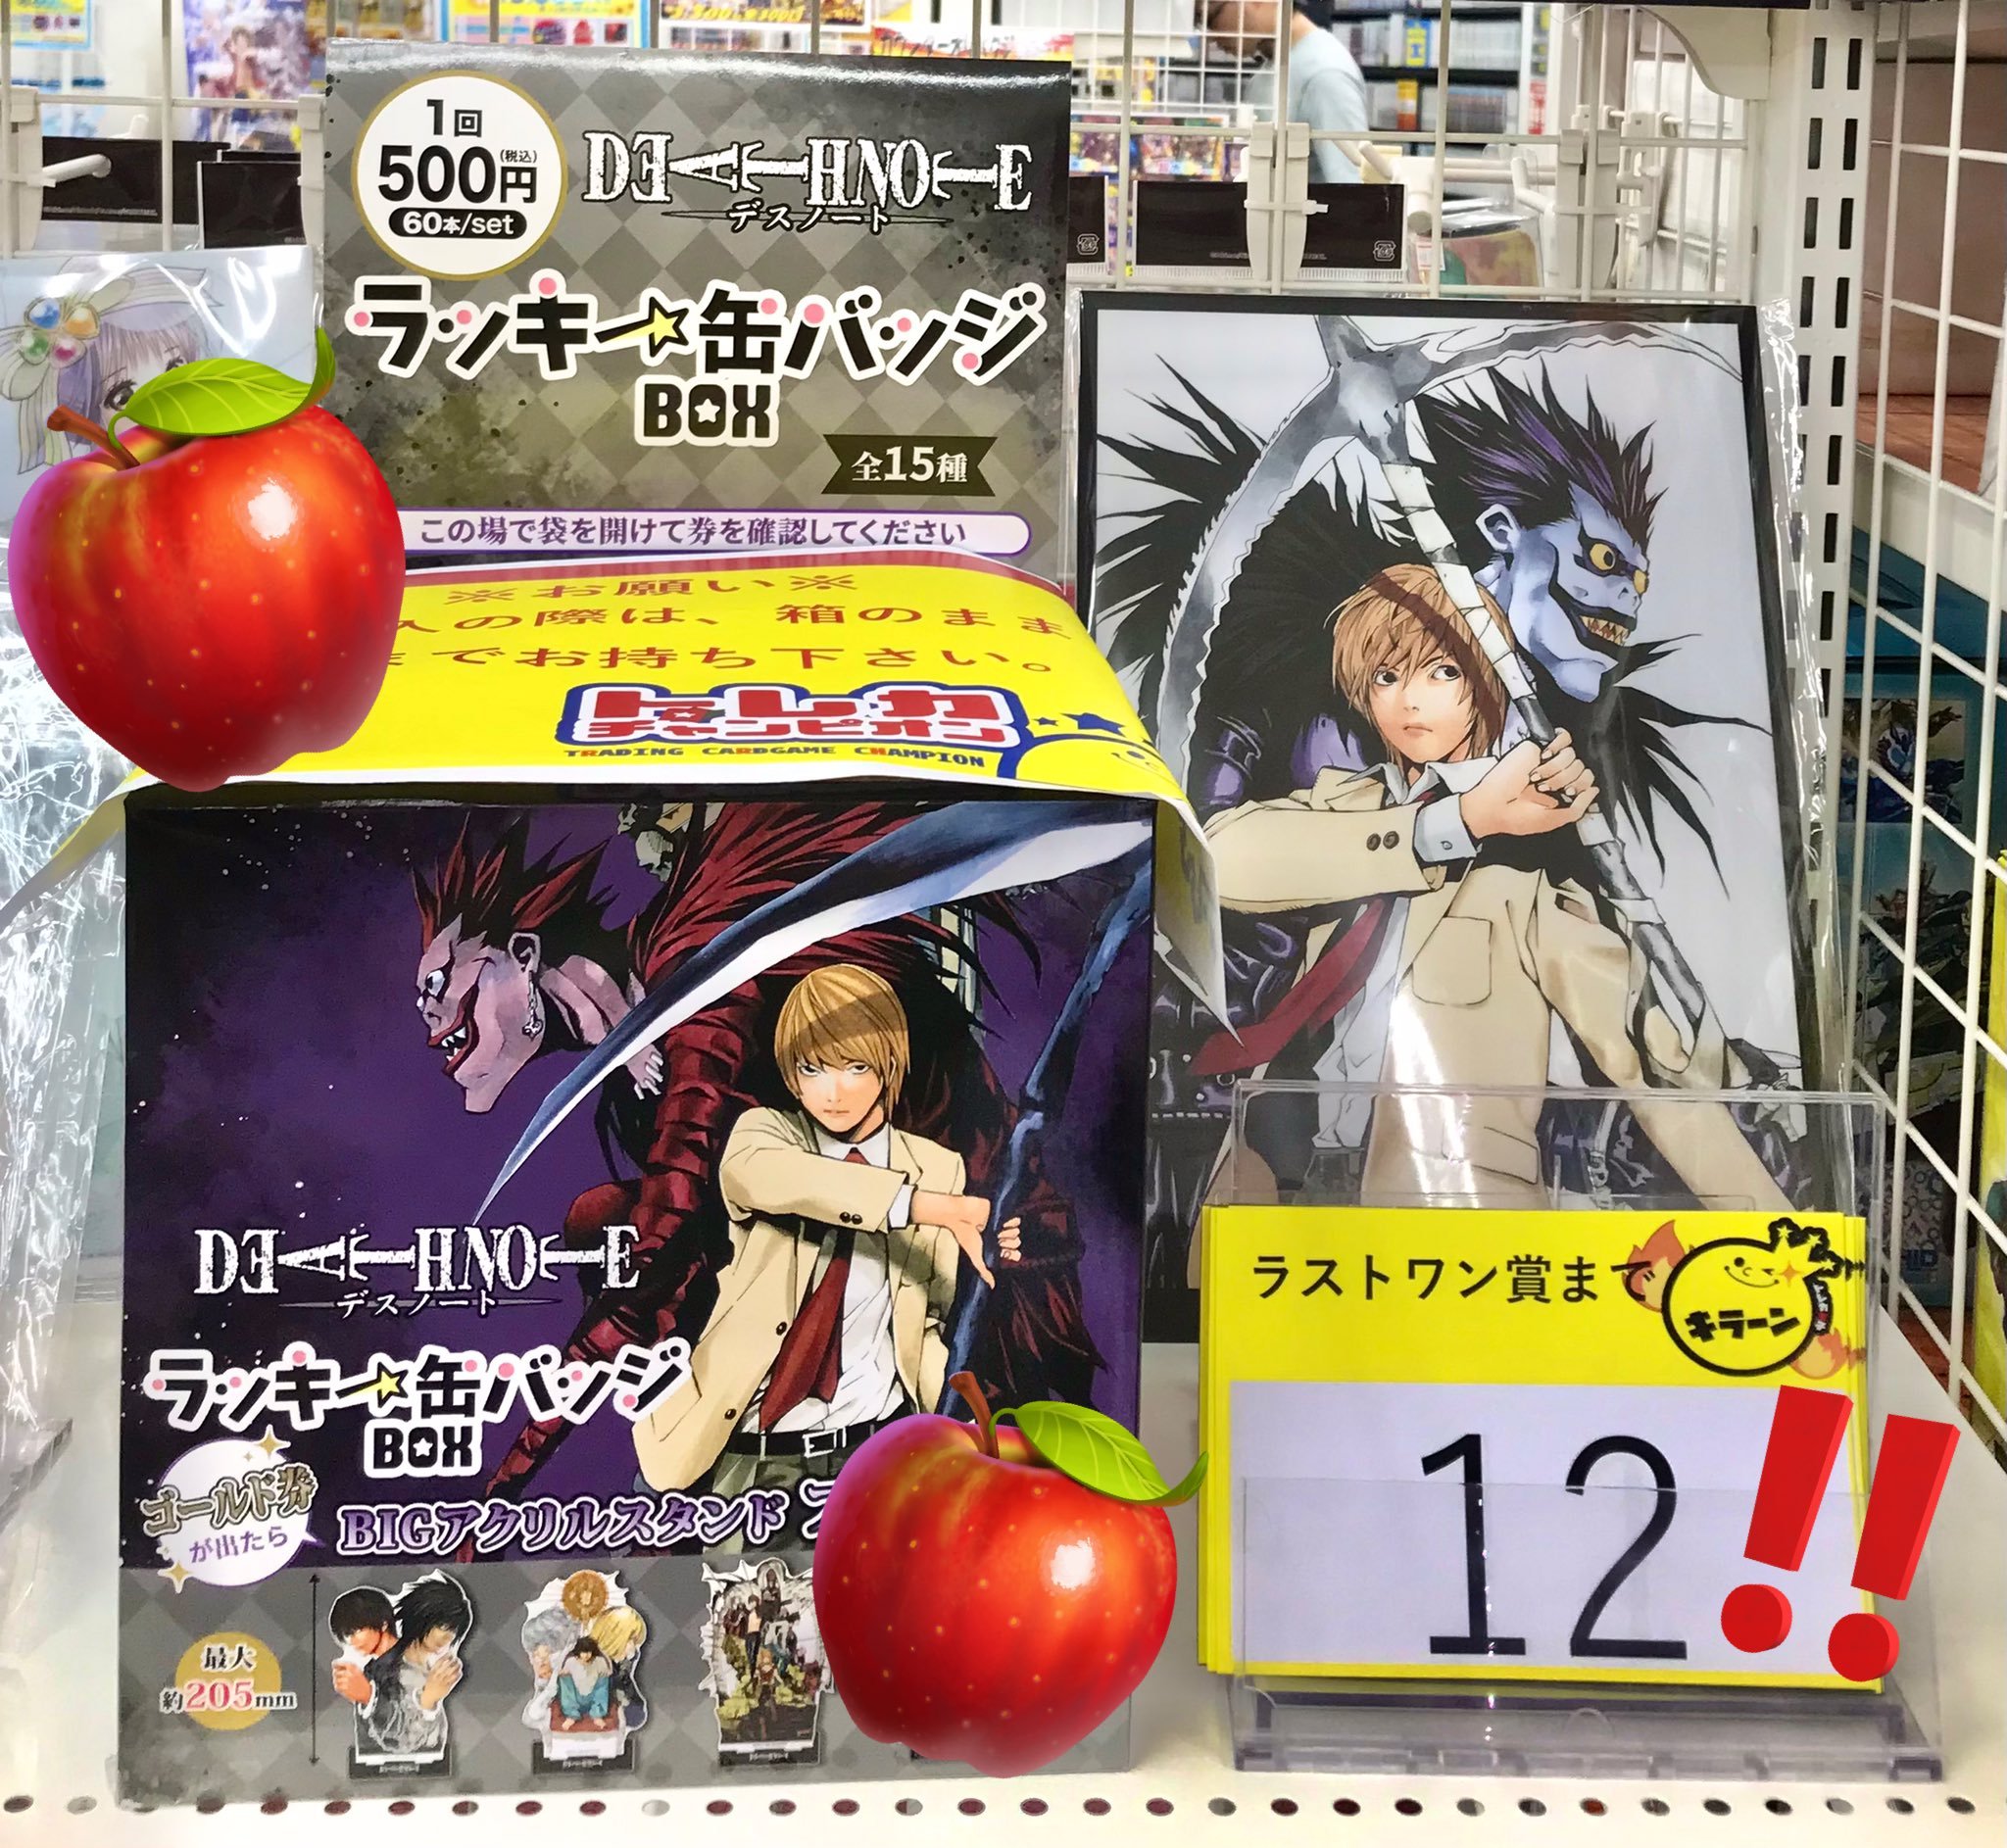 1回
500円(税込)
60本/set
DEATH NOTE
デスノート
ラッキー缶バッジ
BOX
全15種
この場で袋を開けて券を確認してください
※お願い※
の際は、箱のまま
までお持ち下さい。
トレカ
チャンピオン
TRADING CARDGAME CHAMPION
DEATH NOTE
デスノート
ラッキー缶バッジ
BOX
ゴールド券
が出たら
BIGアクリルスタンド
最大
約205mm
ラストワン賞まで
キラーン
12
!!